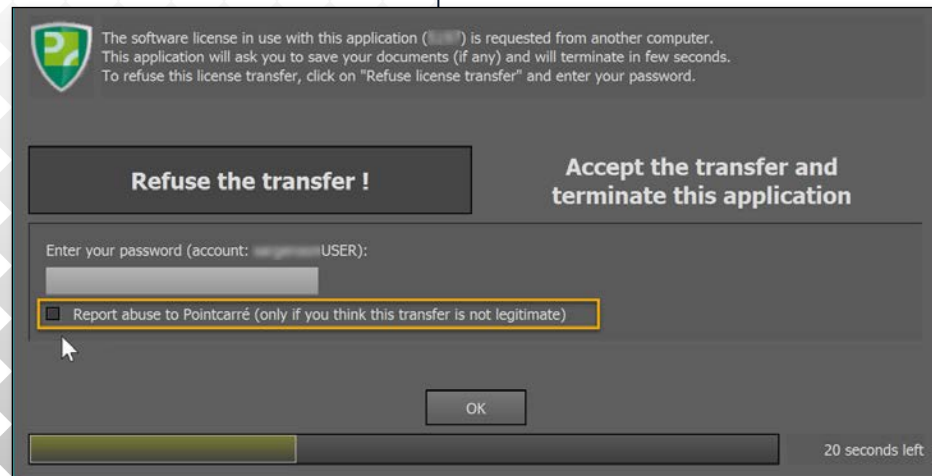 The software license in use with this application () is requested from another computer.
This application will ask you to save your documents (if any) and will terminate in few seconds.
To refuse this license transfer, click on "Refuse license transfer" and enter your password.
Refuse the transfer !
Accept the transfer and
terminate this application
Enter your password (account: USER):
Report abuse to Pointcarré (only if you think this transfer is not legitimate)
OK
20 seconds left